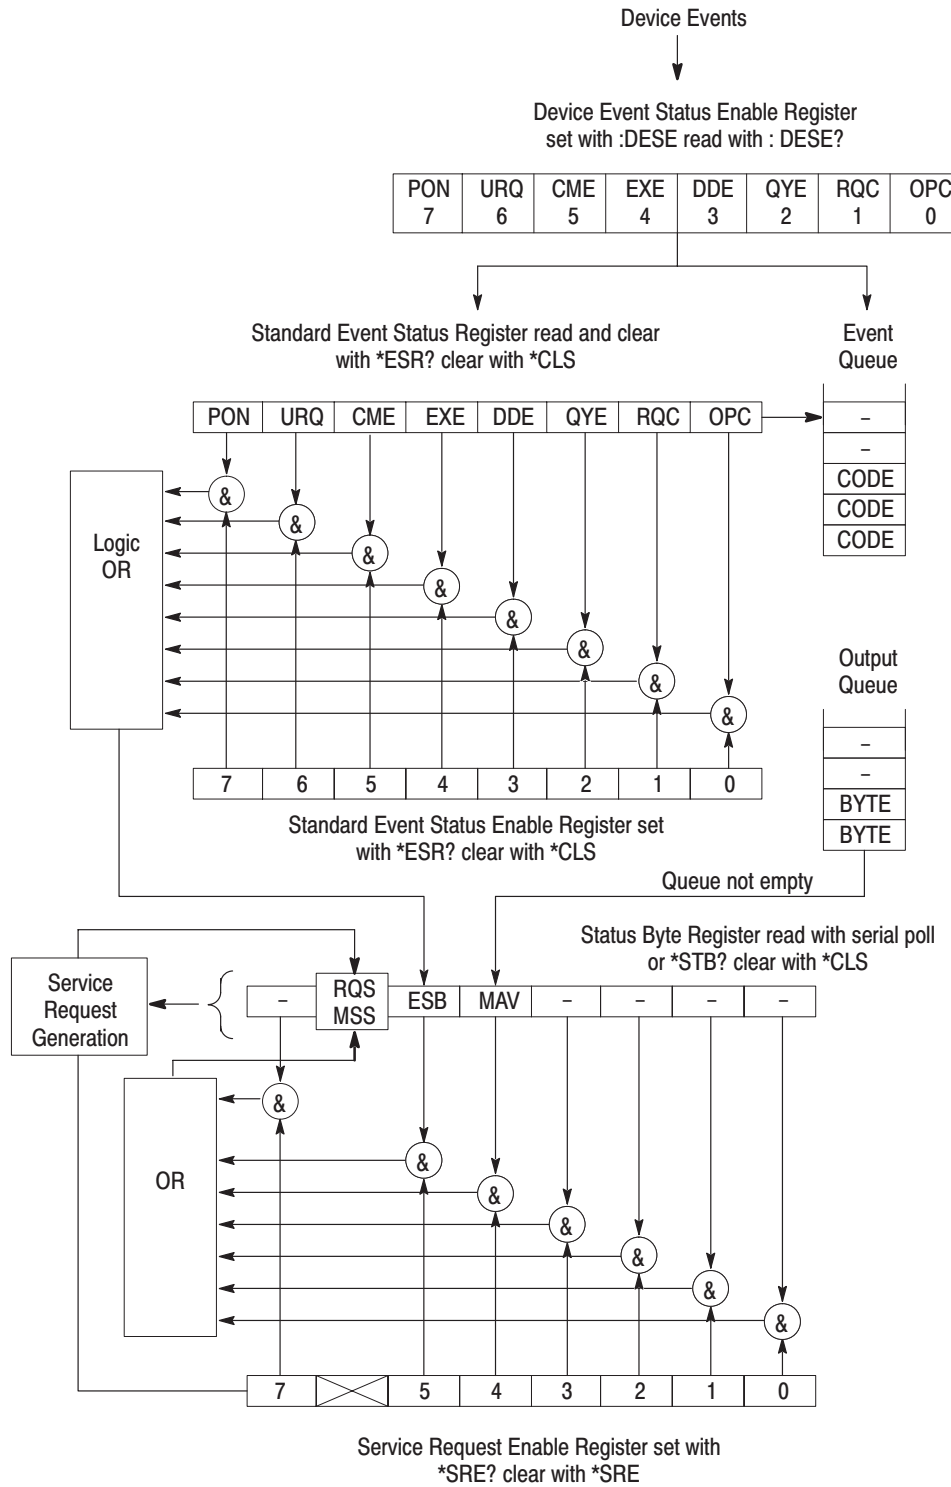 Device Events
Device Event Status Enable Register
set with :DESE read with : DESE?
PON URQ CME EXE DDE QYE RQC OPC
7 6 5 4 3 2 1 0
Standard Event Status Register read and clear
with *ESR? clear with *CLS
Event
Queue
PON URQ CME EXE DDE QYE RQC OPC
–
–
CODE
CODE
CODE
&
&
&
&
&
&
&
&
Logic
OR
Output
Queue
–
–
BYTE
BYTE
7 6 5 4 3 2 1 0
Standard Event Status Enable Register set
with *ESR? clear with *CLS
Queue not empty
Status Byte Register read with serial poll
or *STB? clear with *CLS
Service
Request
Generation
– RQS ESB MAV – – – –
MSS
&
&
&
&
&
&
&
OR
7 5 4 3 2 1 0
Service Request Enable Register set with
*SRE? clear with *SRE